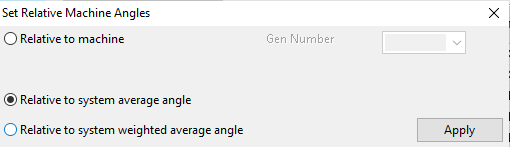 Set Relative Machine Angles
Relative to machine Gen Number
Relative to system average angle
Relative to system weighted average angle
Apply